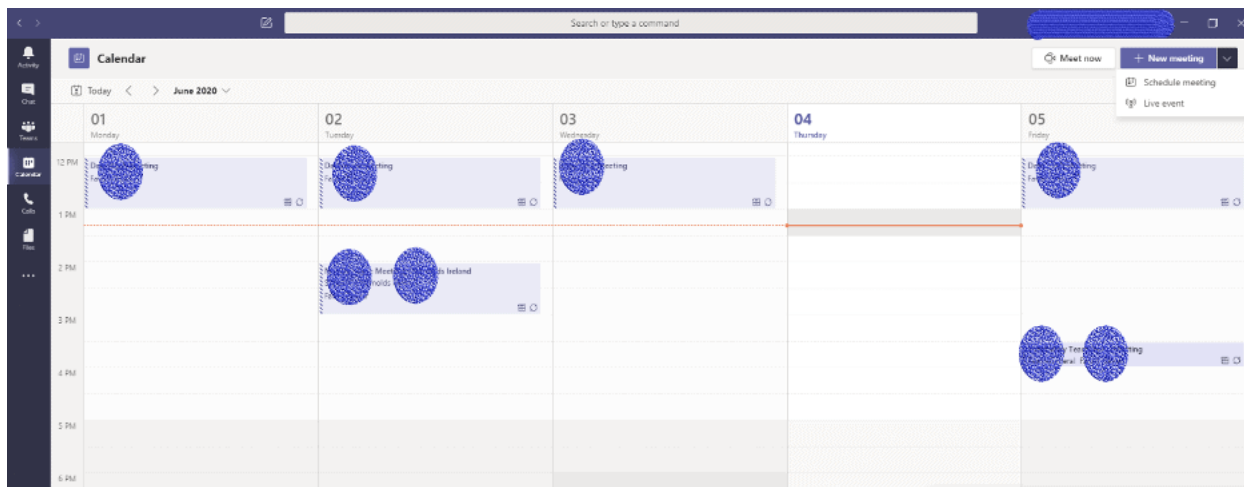 Search or type a command
Activity
Chat
Teams
Calendar
Calls
Files
Calendar
Meet now
+ New meeting
Schedule meeting
Live event
Today
June 2020
01
Monday
02
Tuesday
03
Wednesday
04
Thursday
05
Friday
12 PM
1 PM
2 PM
3 PM
4 PM
5 PM
6 PM
Ireland